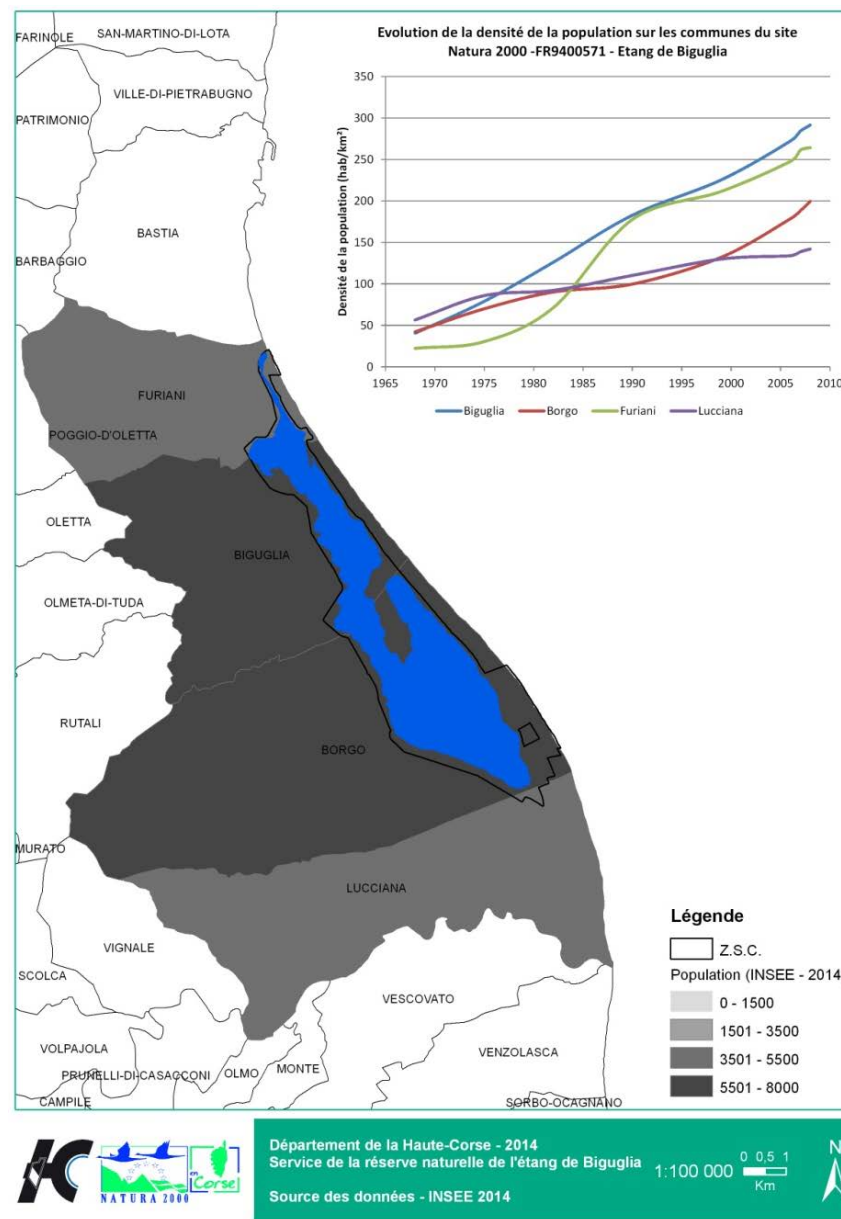 FARINOLE
SAN-MARTINO-DI-LOTA
VILLE-DI-PIETRABUGNO
PATRIMONIO
BASTIA
BARBAGGIO
Evolution de la densité de la population sur les communes du site
Natura 2000 -FR9400571 - Etang de Biguglia
Densité de la population (hab/km²)
350
300
250
200
150
100
50
0
1965 1970 1975 1980 1985 1990 1995 2000 2005 2010
Biguglia Borgo Furiani Lucciana
FURIANI
POGGIO-D'OLETTA
OLETTA
BIGUGLIA
OLMETA-DI-TUDA
RUTALI
BORGO
MURATO
LUCCIANA
VIGNALE
SCOLCA
VESCOVATO
VOLPAJOLA
PRUNELLI-DI-CASACCONI
OLMO
MONTE
VENZOLASCA
CAMPILE
SORBO-OCAGNANO
Légende
Z.S.C.
Population (INSEE - 2014
0 - 1500
1501 - 3500
3501 - 5500
5501 - 8000
HC
NATURA 2000
en
Corse
Département de la Haute-Corse - 2014
Service de la réserve naturelle de l'étang de Biguglia
Source des données - INSEE 2014
1:100 000
0 0,5 1
Km
N